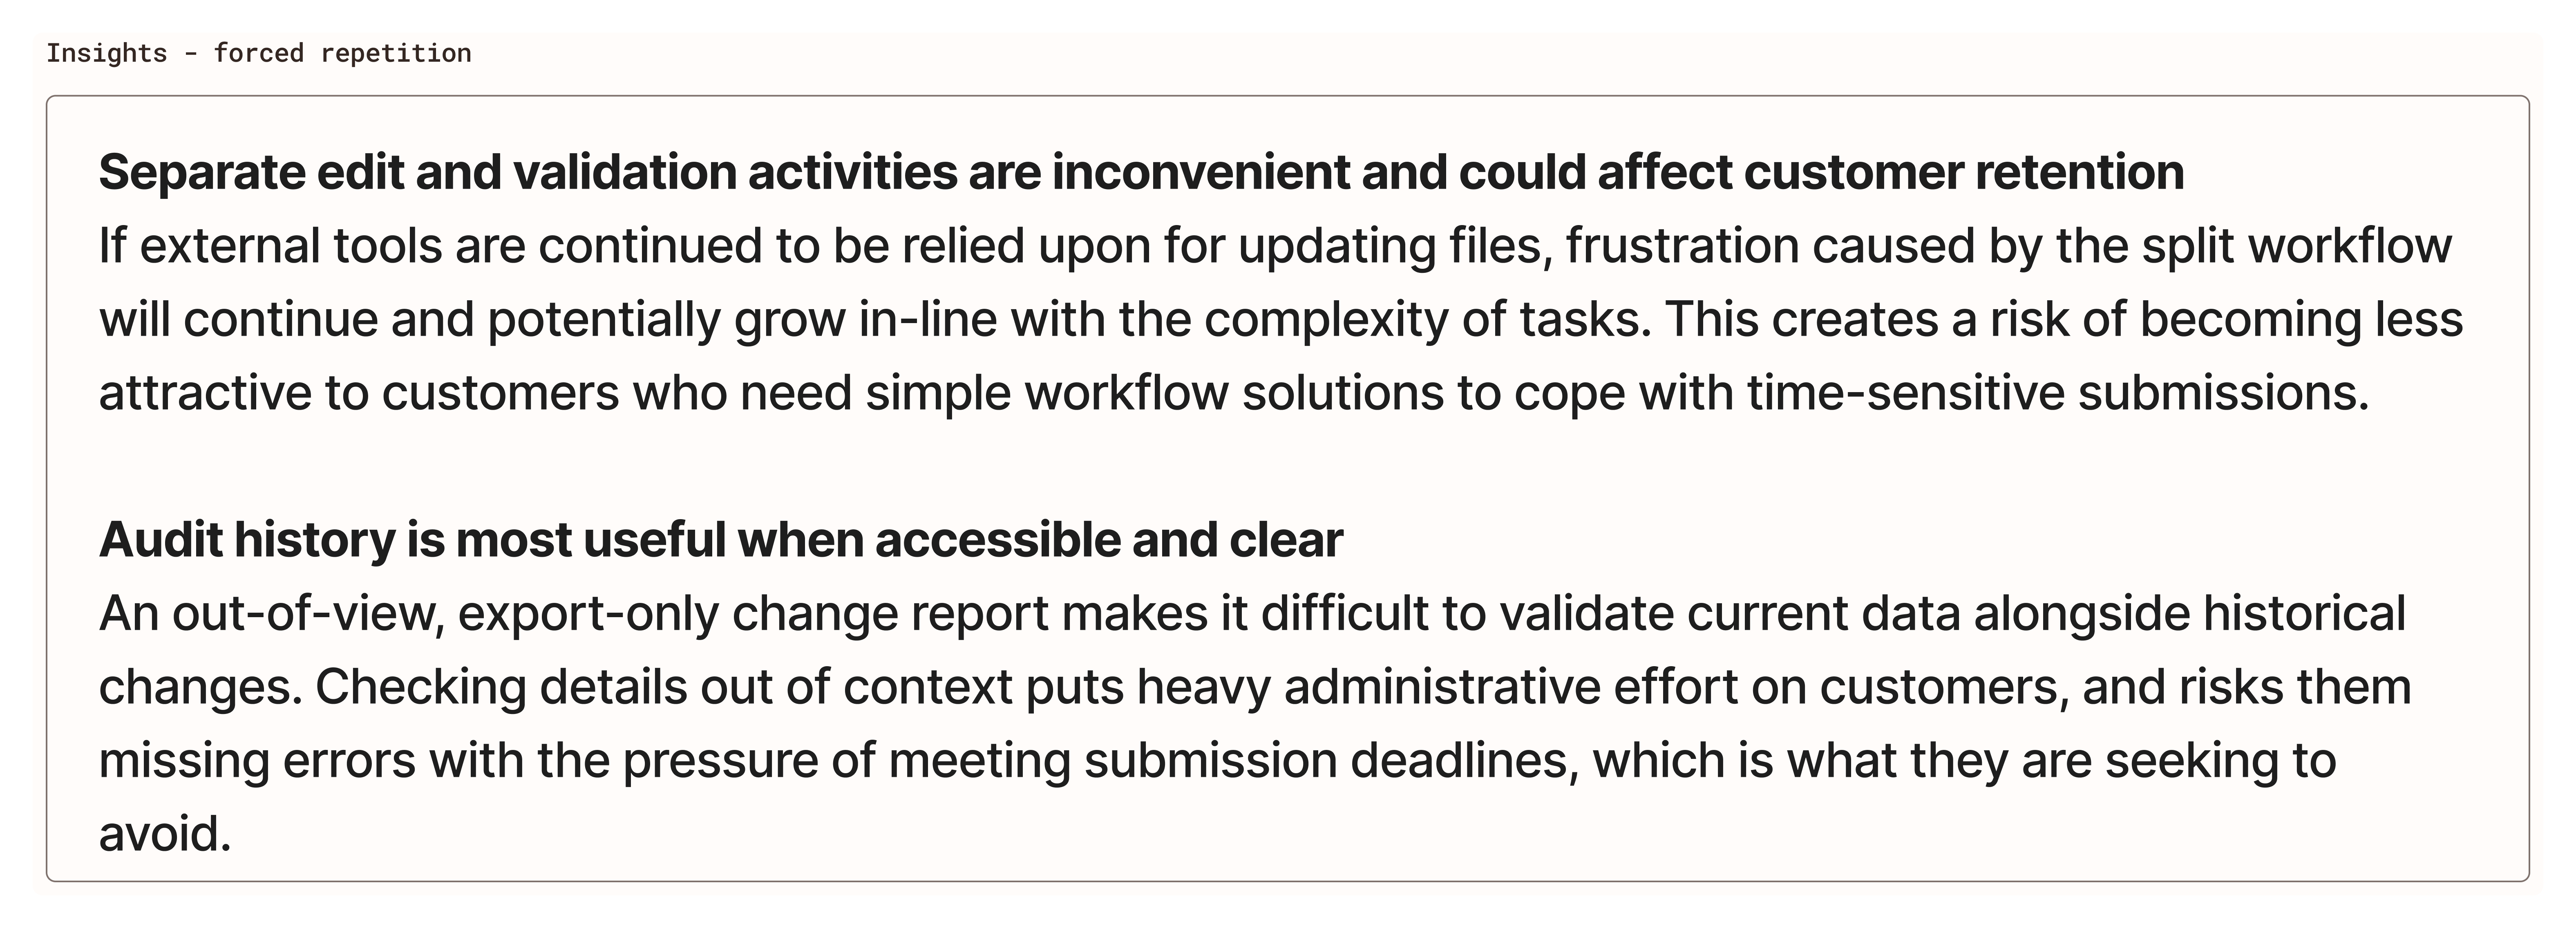 Insights - forced repetition
Separate edit and validation activities are inconvenient and could affect customer retention
If external tools are continued to be relied upon for updating files, frustration caused by the split workflow
will continue and potentially grow in-line with the complexity of tasks. This creates a risk of becoming less
attractive to customers who need simple workflow solutions to cope with time-sensitive submissions.
Audit history is most useful when accessible and clear
An out-of-view, export-only change report makes it difficult to validate current data alongside historical
changes. Checking details out of context puts heavy administrative effort on customers, and risks them
missing errors with the pressure of meeting submission deadlines, which is what they are seeking to
avoid.